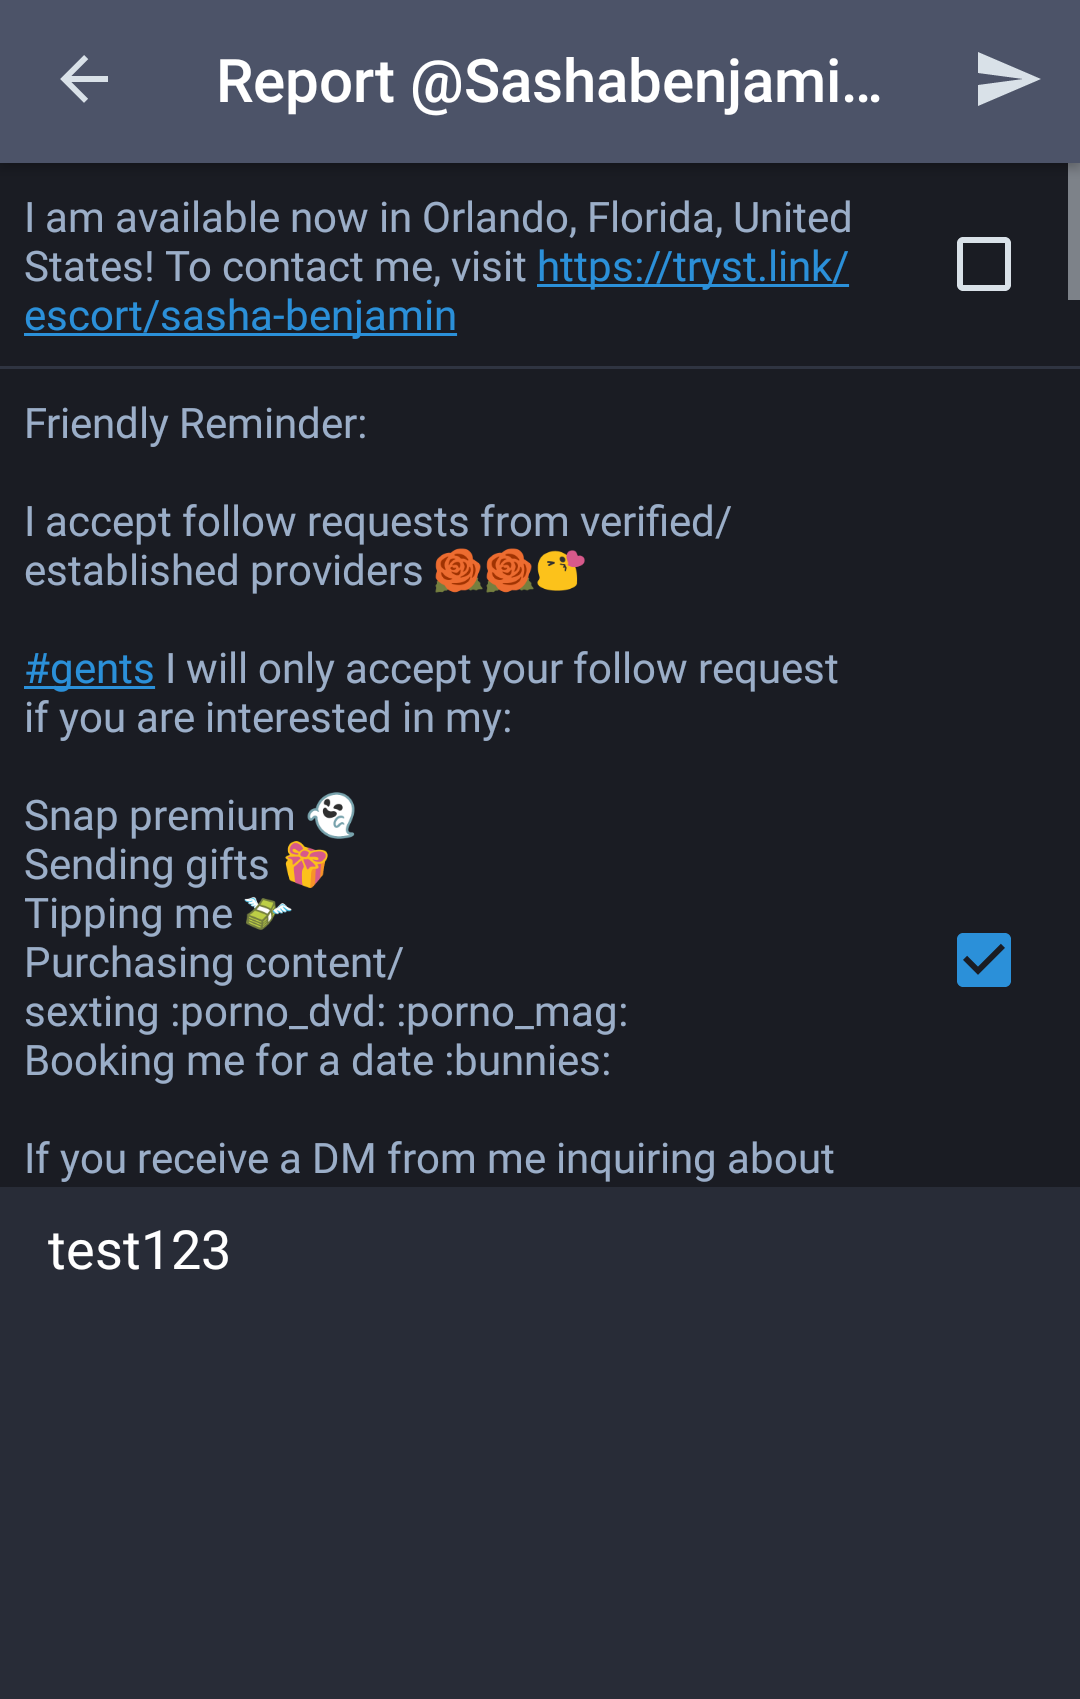 Report @Sashabenjami...
I am available now in Orlando, Florida, United
States! To contact me, visit https://tryst.link/
escort/sasha-benjamin
Friendly Reminder:
I accept follow requests from verified/
established providers 🌹🌹😘
#gents I will only accept your follow request
if you are interested in my:
Snap premium 👻
Sending gifts 🎁
Tipping me 💸
Purchasing content/
sexting :porno_dvd: :porno_mag:
Booking me for a date :bunnies:
If you receive a DM from me inquiring about
test123